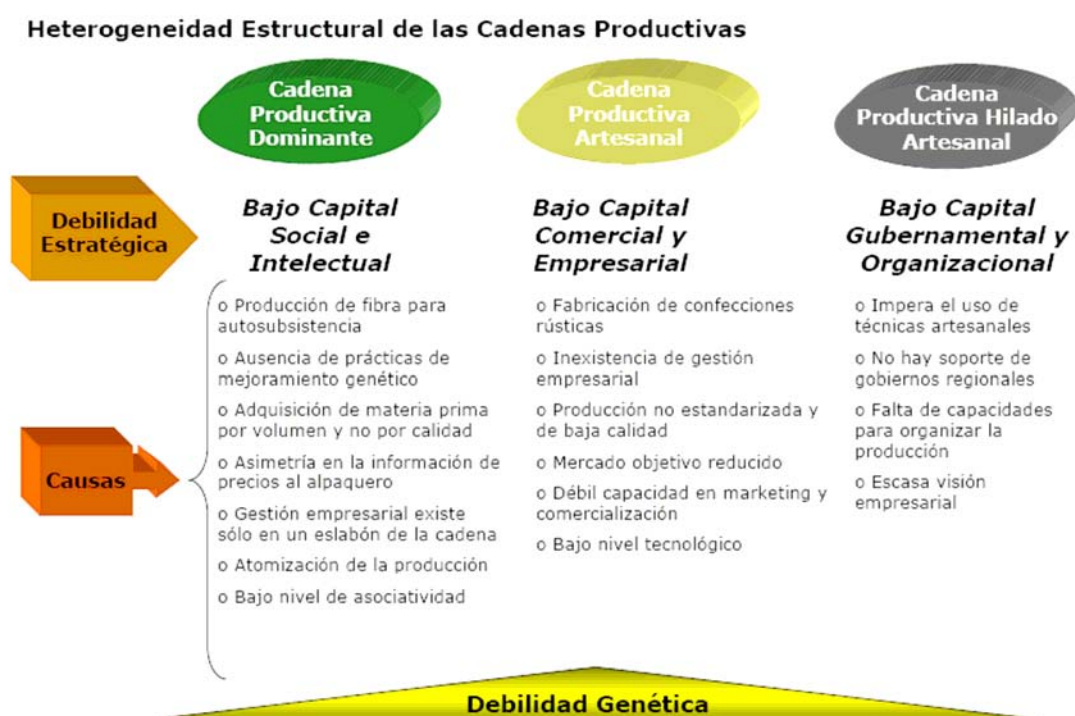 Heterogeneidad Estructural de las Cadenas Productivas
Cadena
Productiva
Dominante
Cadena
Productiva
Artesanal
Cadena
Productiva Hilado
Artesanal
Debilidad
Estratégica
Bajo Capital
Social e
Intelectual
Bajo Capital
Comercial y
Empresarial
Bajo Capital
Gubernamental y
Organizacional
Causas
o Producción de fibra para
autosubsistencia
o Ausencia de prácticas de
mejoramiento genético
o Adquisición de materia prima
por volumen y no por calidad
o Asimetría en la información de
precios al alpaquero
o Gestión empresarial existe
sólo en un eslabón de la cadena
o Atomización de la producción
o Bajo nivel de asociatividad
o Fabricación de confecciones
rústicas
o Inexistencia de gestión
empresarial
o Producción no estandarizada y
de baja calidad
o Mercado objetivo reducido
o Débil capacidad en marketing y
comercialización
o Bajo nivel tecnológico
o Impera el uso de
técnicas artesanales
o No hay soporte de
gobiernos regionales
o Falta de capacidades
para organizar la
producción
o Escasa visión
empresarial
Debilidad Genética